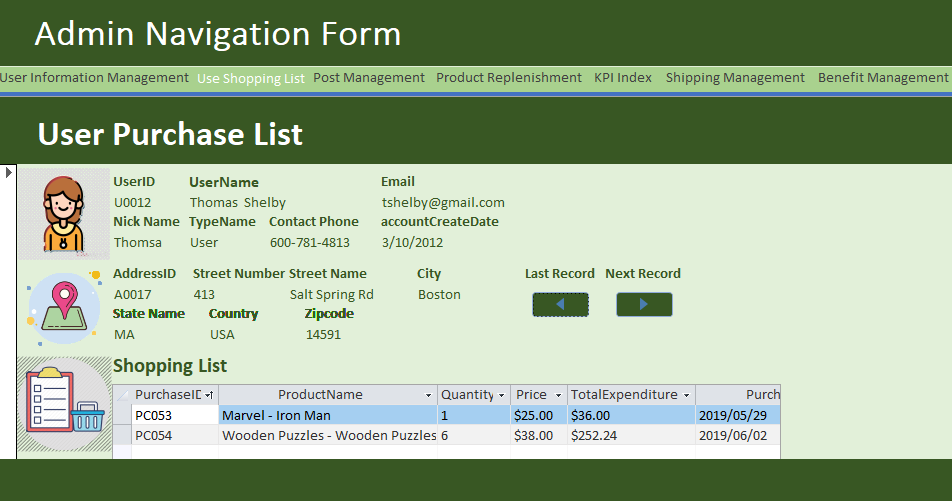 Admin Navigation Form
User Information Management Use Shopping List Post Management Product Replenishment KPI Index Shipping Management Benefit Management
User Purchase List
UserID UserName Email
U0012 Thomas Shelby tshelby@gmail.com
Nick Name TypeName Contact Phone accountCreateDate
Thomsa User 600-781-4813 3/10/2012
AddressID Street Number Street Name City Last Record Next Record
A0017 413 Salt Spring Rd Boston
State Name Country Zipcode
MA USA 14591
Shopping List
PurchaseID ProductName Quantity Price TotalExpenditure Purch
PC053 Marvel - Iron Man 1 $25.00 $36.00 2019/05/29
PC054 Wooden Puzzles - Wooden Puzzles 6 $38.00 $252.24 2019/06/02